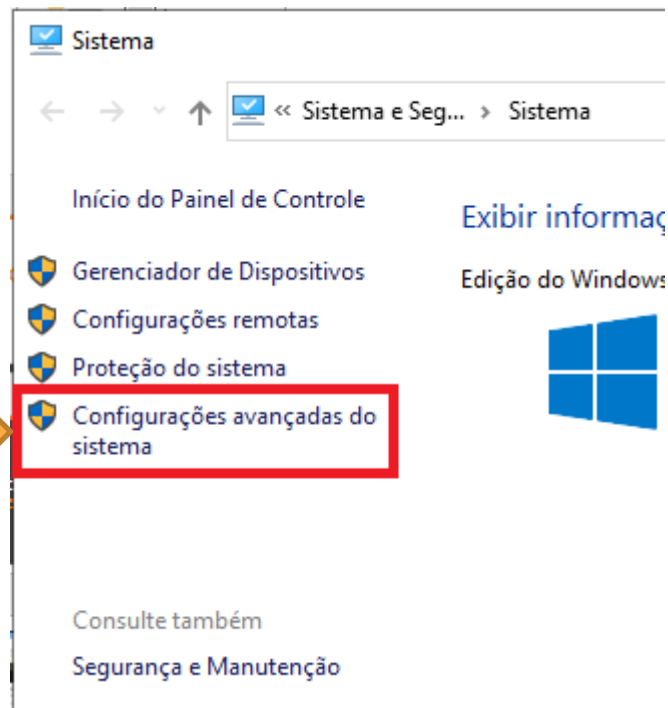 Sistema
« Sistema e Seg... > Sistema
Início do Painel de Controle
Exibir informaç
Gerenciador de Dispositivos
Edição do Windows
Configurações remotas
Proteção do sistema
Configurações avançadas do
sistema
Consulte também
Segurança e Manutenção